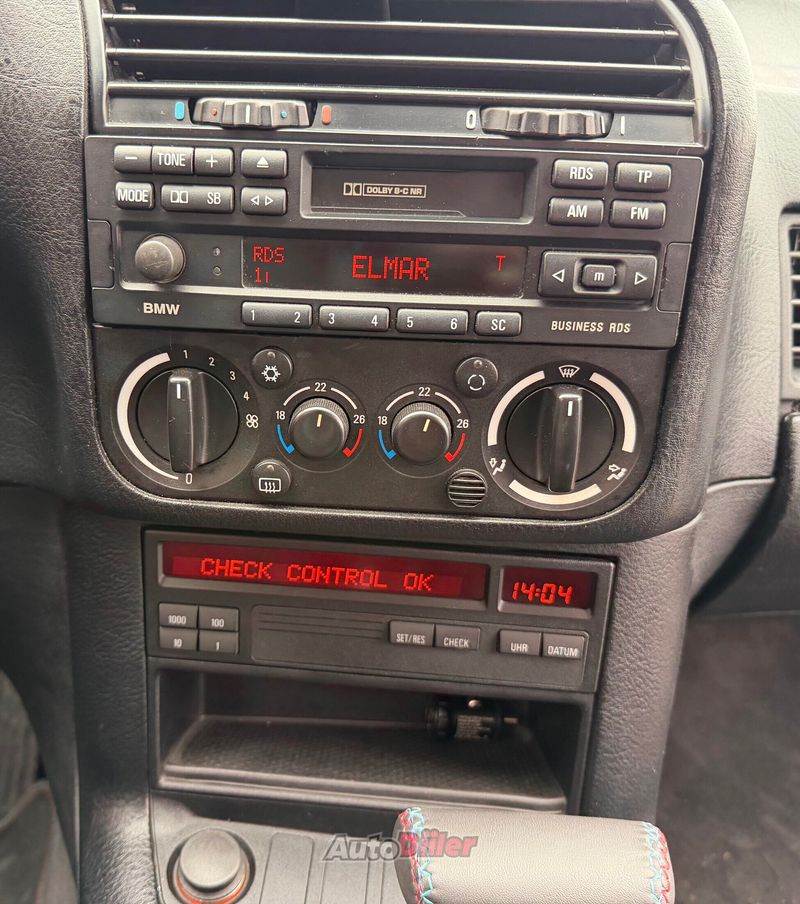 0 I
− TONE + RDS TP
MODE DOLBY B-C NR
SB AM FM
RDS ELMAR T
1 m
BMW 1 2 3 4 5 6 SC BUSINESS RDS
1 2 3 4 0
18 22 26
18 22 26
CHECK CONTROL OK 14:04
1000 100
10 1
SET/RES CHECK UHR DATUM
AutoDiler